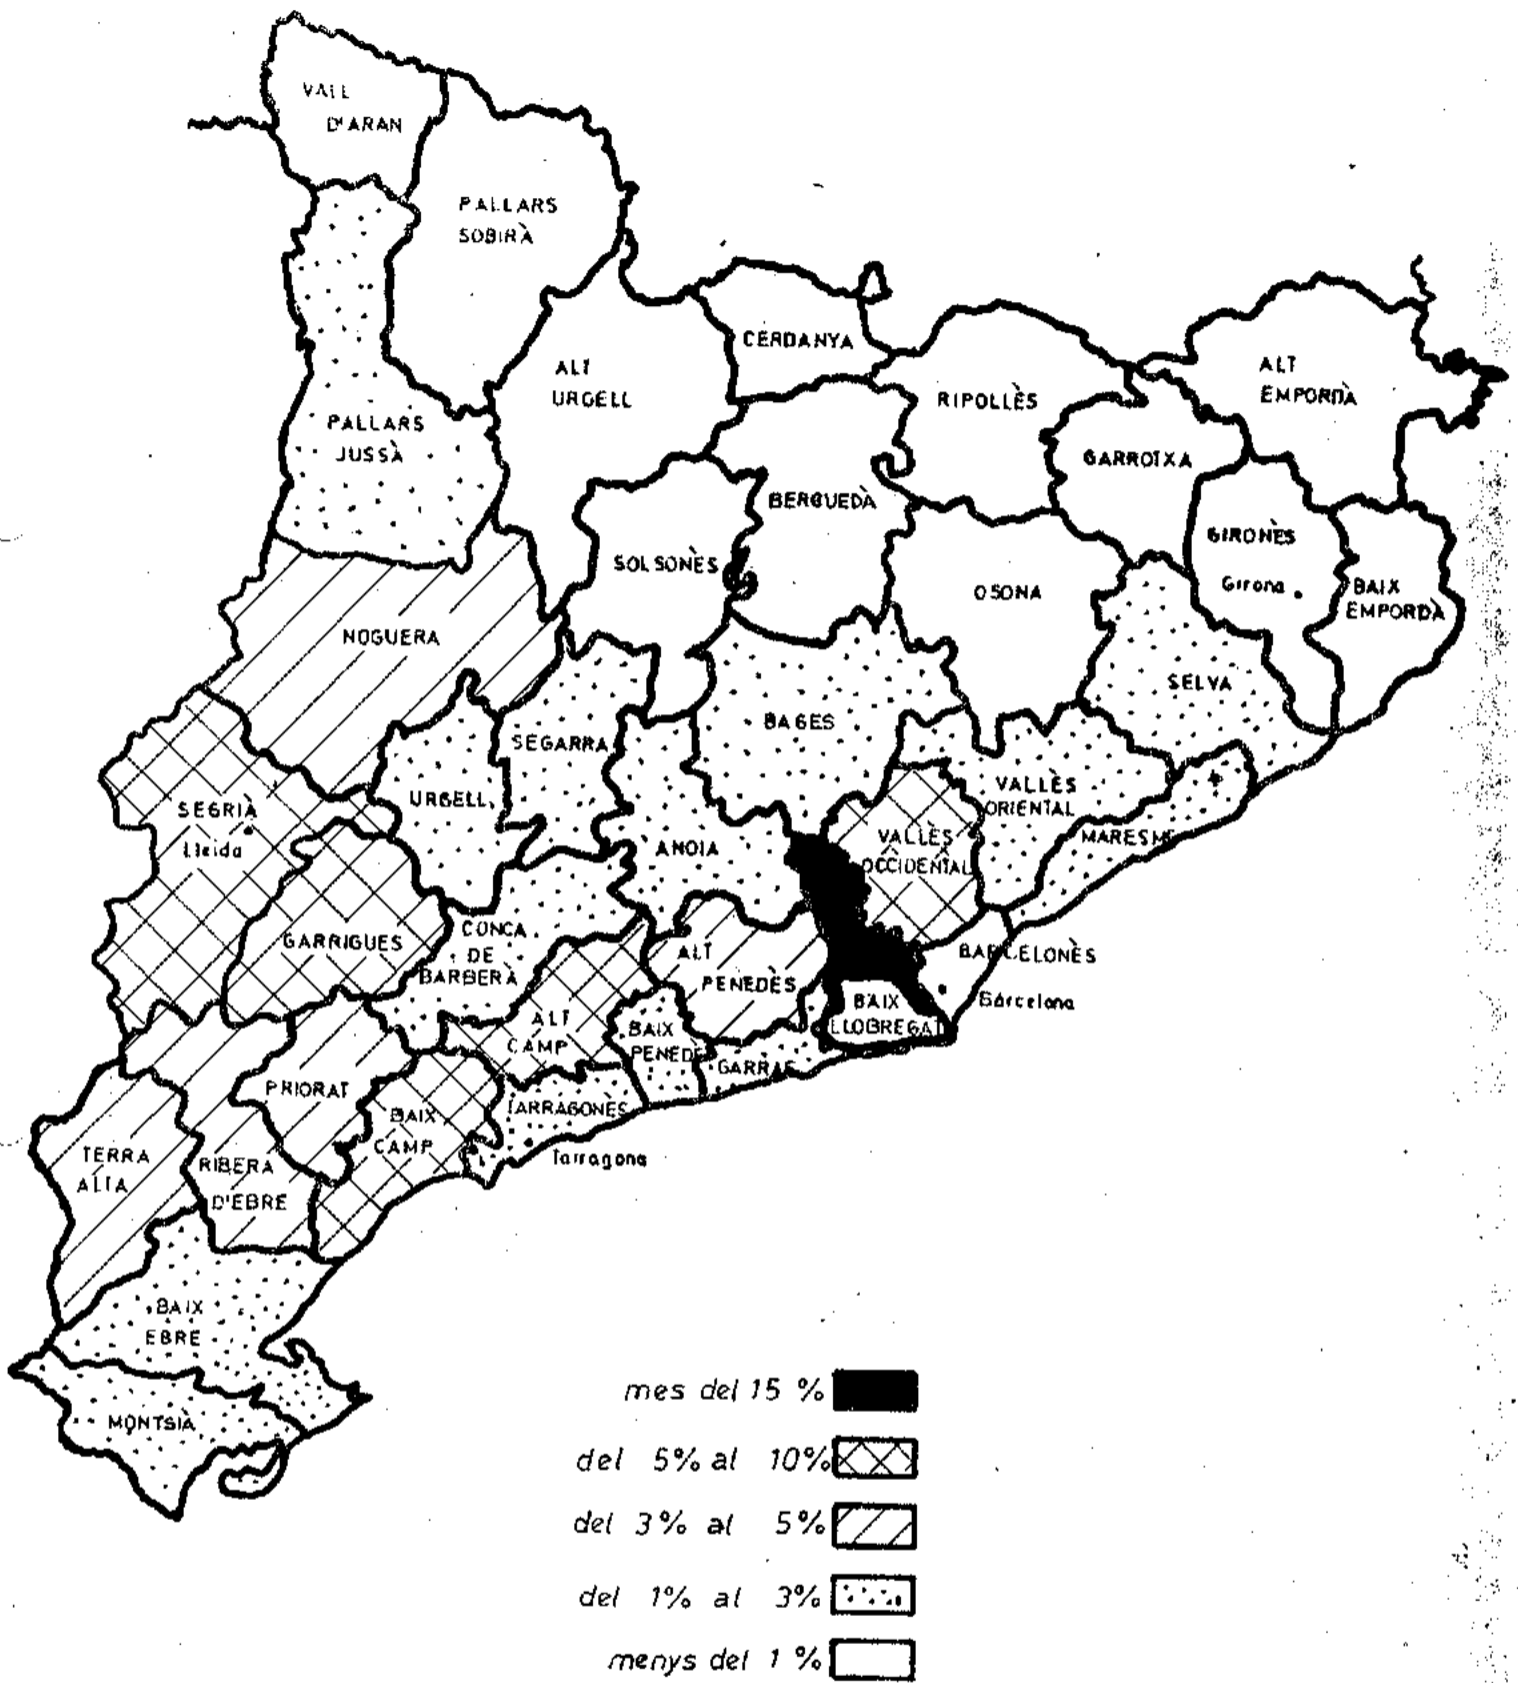 VALL
D'ARAN
PALLARS
SOBIRÀ
CERDANYA
ALT
URGELL
RIPOLLÈS
ALT
EMPORDÀ
PALLARS
JUSSÀ
GARROTXA
BERGUEDÀ
GIRONÈS
SOLSONÈS
OSONA
Girona
BAIX
EMPORDÀ
NOGUERA
SELVA
BAGES
SEGARRA
VALLÈS
ORIENTAL
URGELL
SEGRIÀ
Lleida
VALLÈS
OCCIDENTAL
MARESME
ANOIA
GARRIGUES
CONCA
DE
BARBERÀ
ALT
PENEDÈS
BARCELONÈS
Barcelona
BAIX
LLOBREGAT
ALT
CAMP
BAIX
PENEDÈS
GARRAF
PRIORAT
BAIX
CAMP
TARRAGONÈS
Tarragona
TERRA
ALTA
RIBERA
D'EBRE
BAIX
EBRE
MONTSIÀ
mes del 15 %
del 5% al 10%
del 3% al 5%
del 1% al 3%
menys del 1 %